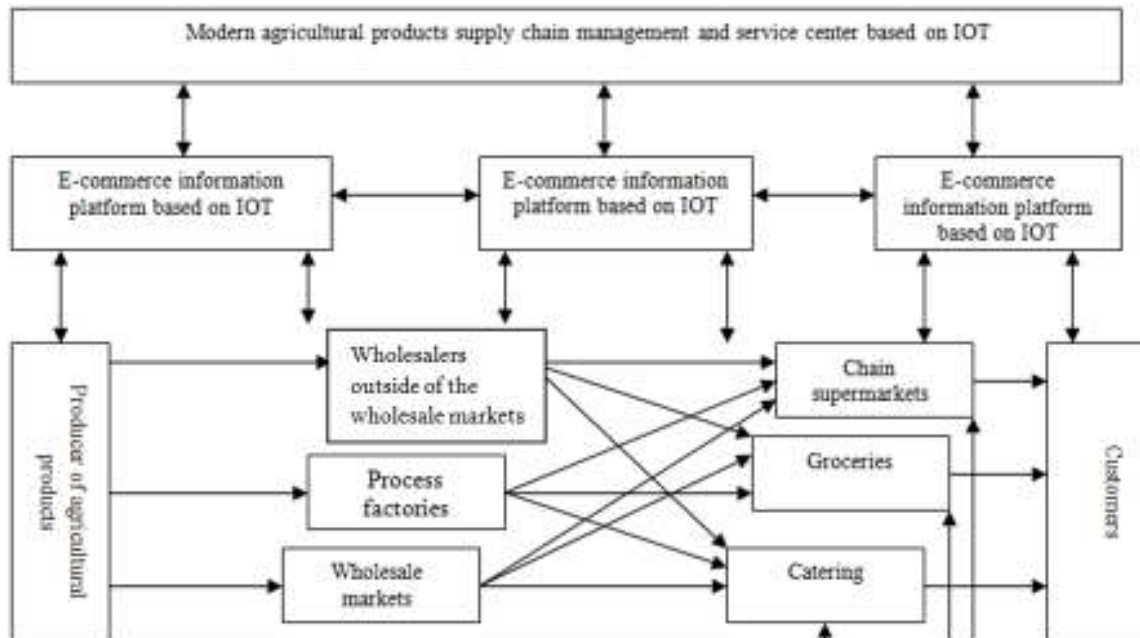 Modern agricultural products supply chain management and service center based on IOT
E-commerce information
platform based on IOT
E-commerce information
platform based on IOT
E-commerce
information platform
based on IOT
Producer of agricultural
products
Wholesalers
outside of the
wholesale markets
Process
factories
Wholesale
markets
Chain
supermarkets
Groceries
Catering
Customers